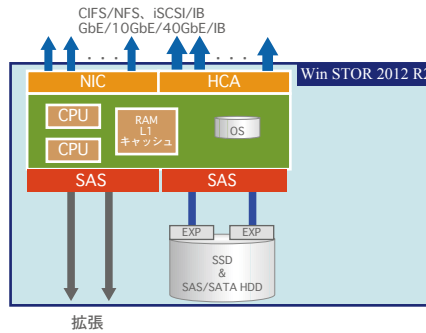 CIFS/NFS、iSCSI/IB
GbE/10GbE/40GbE/IB
NIC
HCA
Win STOR 2012 R2
CPU
CPU
RAM
L1
キャッシュ
OS
SAS
SAS
EXP
EXP
SSD
&
SAS/SATA HDD
拡張